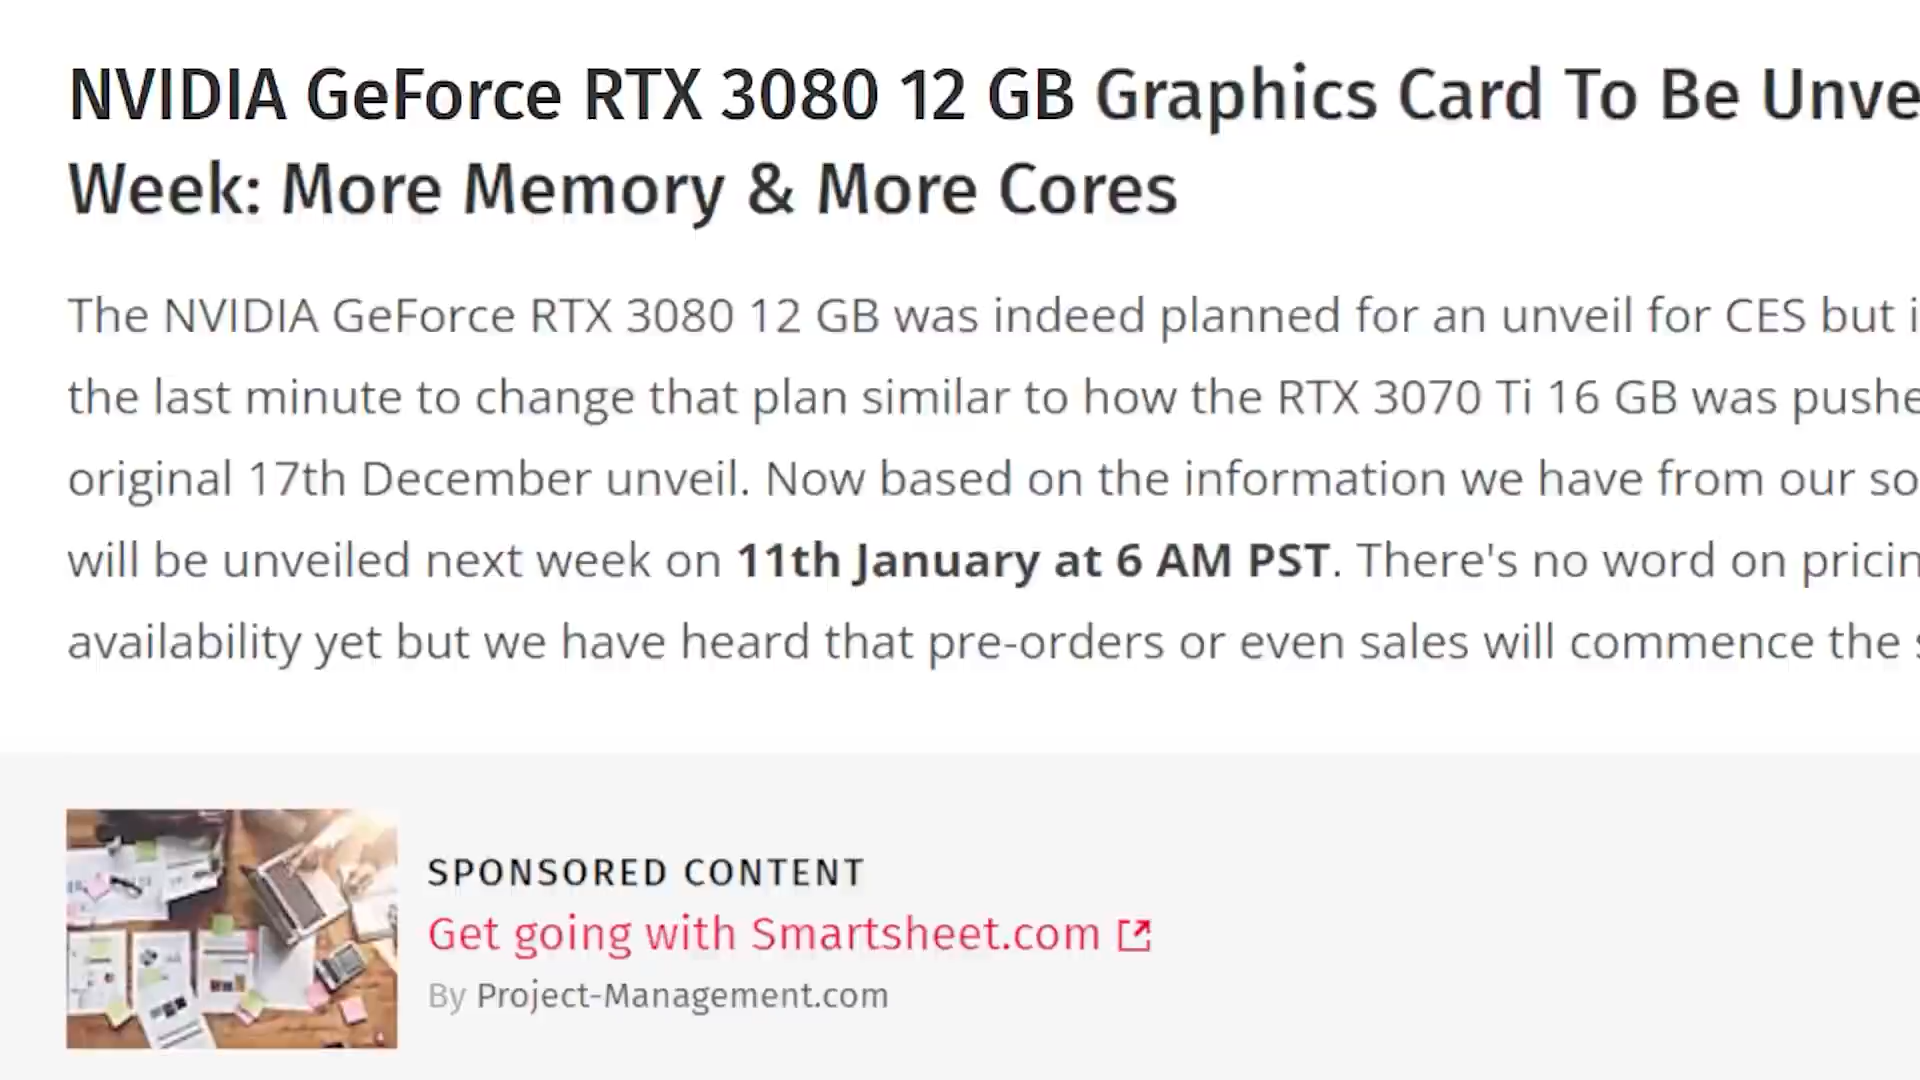 NVIDIA GeForce RTX 3080 12 GB Graphics Card To Be Unve
Week: More Memory & More Cores
The NVIDIA GeForce RTX 3080 12 GB was indeed planned for an unveil for CES but i
the last minute to change that plan similar to how the RTX 3070 Ti 16 GB was pushe
original 17th December unveil. Now based on the information we have from our so
will be unveiled next week on 11th January at 6 AM PST. There's no word on pricin
availability yet but we have heard that pre-orders or even sales will commence the s
SPONSORED CONTENT
Get going with Smartsheet.com
By Project-Management.com